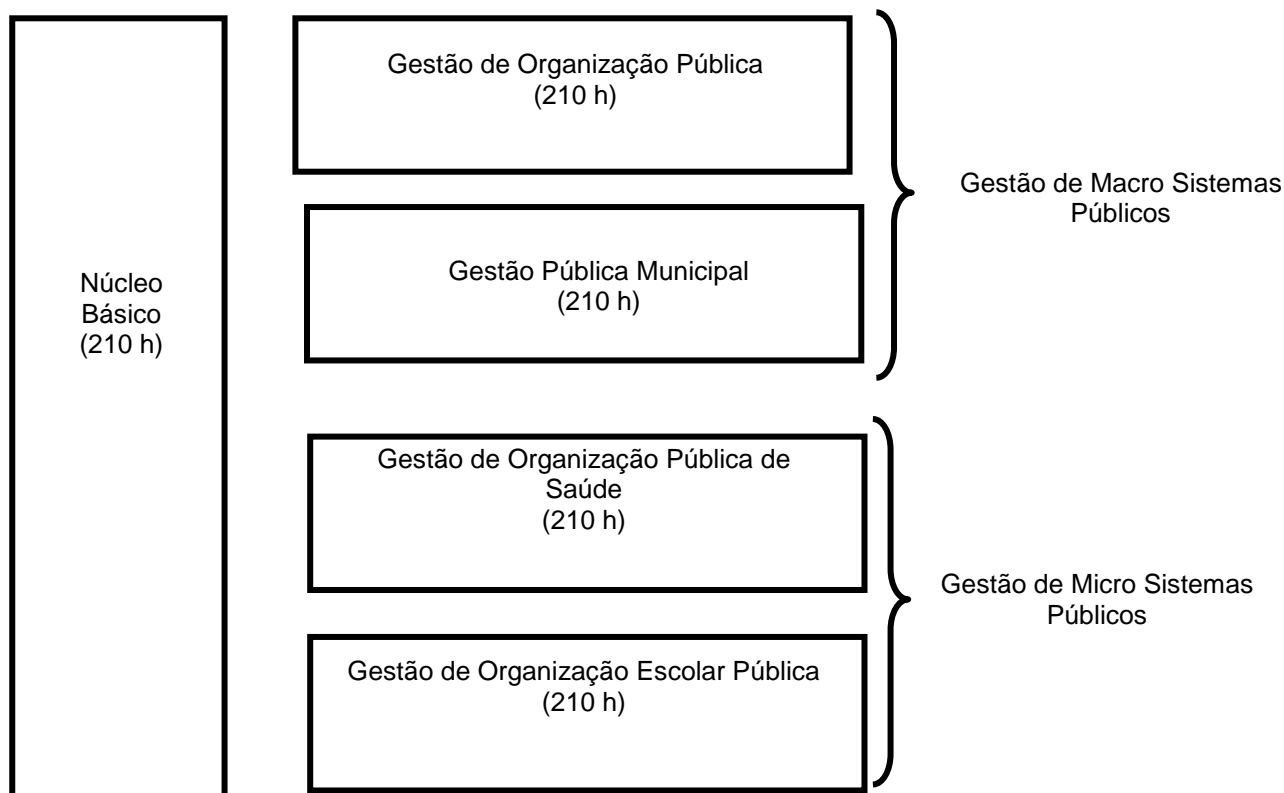 Gestão de Organização Pública
(210 h)
Gestão de Macro Sistemas
Públicos
Gestão Pública Municipal
(210 h)
Núcleo
Básico
(210 h)
Gestão de Organização Pública de
Saúde
(210 h)
Gestão de Micro Sistemas
Públicos
Gestão de Organização Escolar Pública
(210 h)